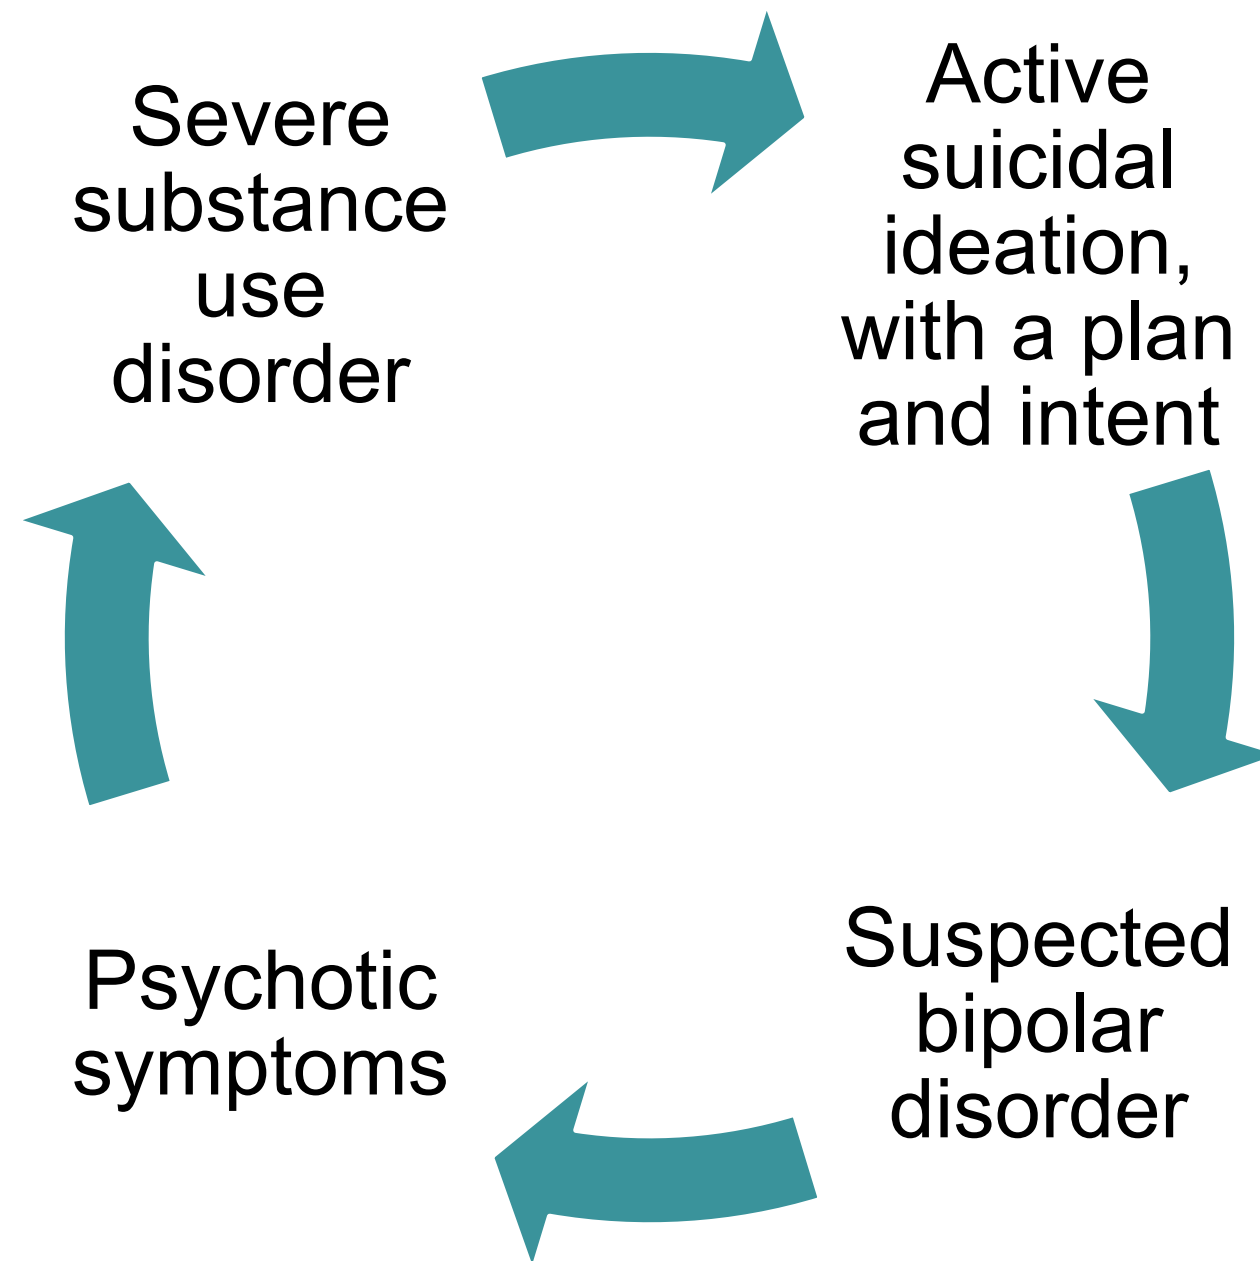 Severe
substance
use
disorder
Active
suicidal
ideation,
with a plan
and intent
Suspected
bipolar
disorder
Psychotic
symptoms